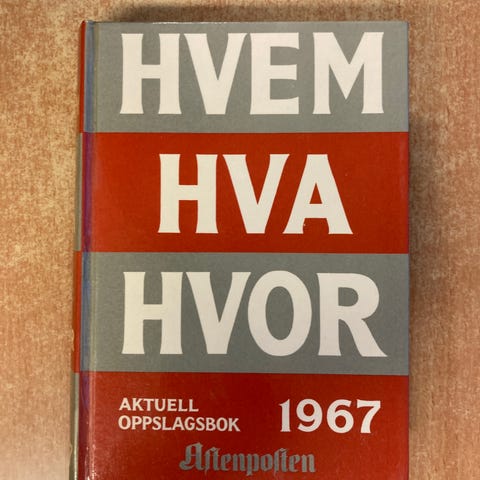 HVEM
HVA
HVOR
AKTUELL
OPPSLAGSBOK
1967
Aftenposten